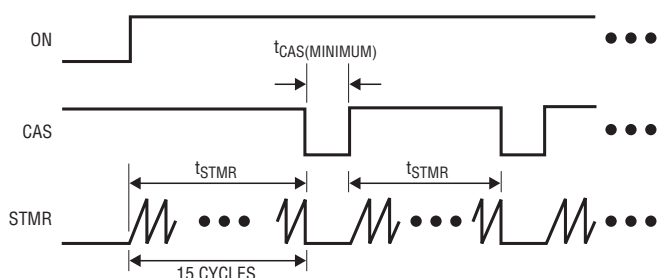 ON
tCAS(MINIMUM)
CAS
tSTMR
tSTMR
STMR
15 CYCLES